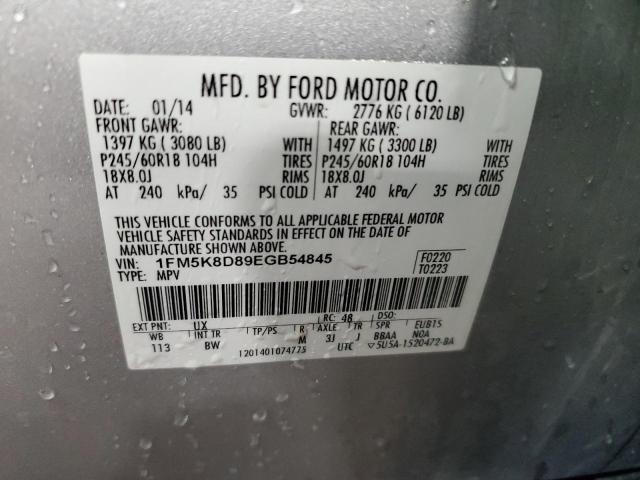 MFD. BY FORD MOTOR CO.
DATE: 01/14 GVWR: 2776 KG (6120 LB)
FRONT GAWR: REAR GAWR:
1397 KG (3080 LB) WITH 1497 KG (3300 LB) WITH
P245/60R18 104H TIRES P245/60R18 104H TIRES
18X8.0J RIMS 18X8.0J RIMS
AT 240 kPa/ 35 PSI COLD AT 240 kPa/ 35 PSI COLD
THIS VEHICLE CONFORMS TO ALL APPLICABLE FEDERAL MOTOR
VEHICLE SAFETY STANDARDS IN EFFECT ON THE DATE OF
MANUFACTURE SHOWN ABOVE.
VIN: 1FM5K8D89EGB54845 F0220
TYPE: MPV T0223
EXT PNT: UX RC: 48 DSO:
WB INT TR TP/PS R AXLE TR SPR EUB15
113 BW M 3J J BBAA NOA
1201401074775 UTC ▽5U5A-1520472-BA